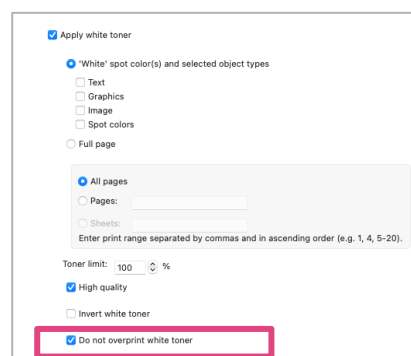 Apply white toner
'White' spot color(s) and selected object types
Text
Graphics
Image
Spot colors
Full page
All pages
Pages:
Sheets:
Enter print range separated by commas and in ascending order (e.g. 1, 4, 5-20).
Toner limit: 100 %
High quality
Invert white toner
Do not overprint white toner